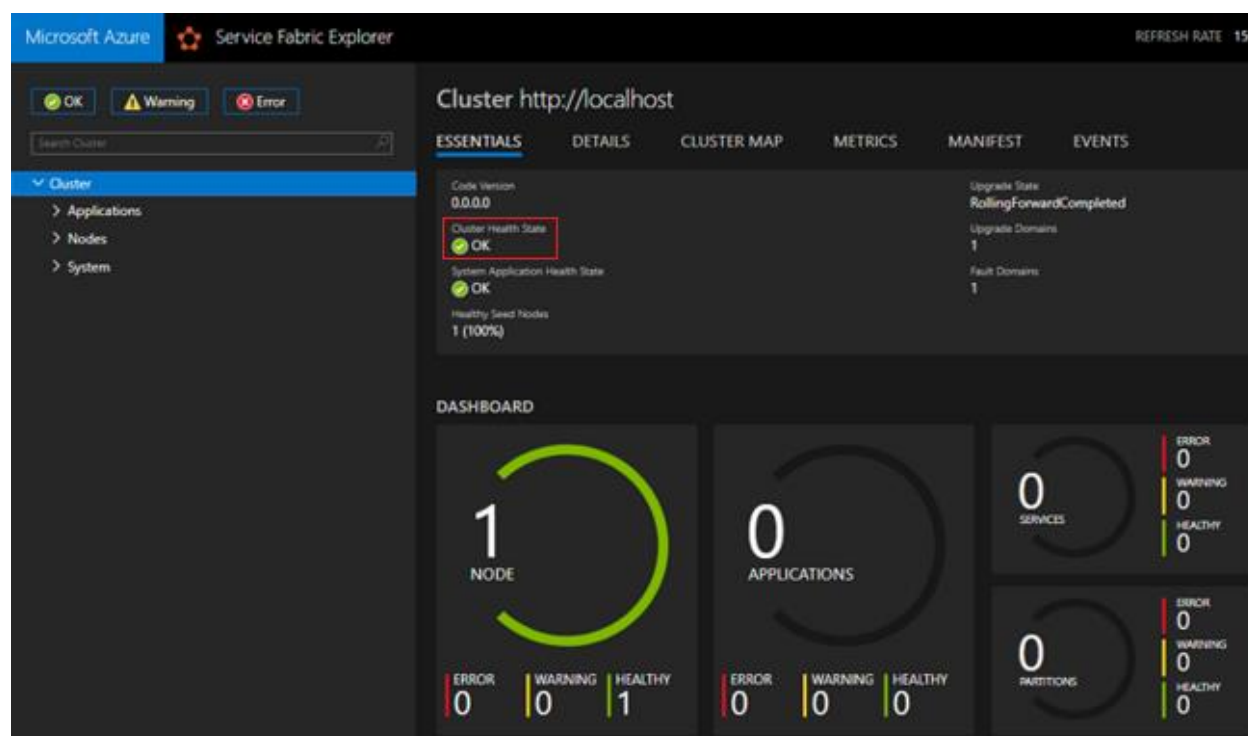 Microsoft Azure Service Fabric Explorer REFRESH RATE 15
OK Warning Error
Search Cluster
Cluster
Applications
Nodes
System
Cluster http://localhost
ESSENTIALS DETAILS CLUSTER MAP METRICS MANIFEST EVENTS
Code Version
0.0.0.0
Cluster Health State
OK
System Application Health State
OK
Healthy Seed Nodes
1 (100%)
Upgrade State
RollingForwardCompleted
Upgrade Domains
1
Fault Domains
1
DASHBOARD
1
NODE
ERROR WARNING HEALTHY
0 0 1
0
APPLICATIONS
ERROR WARNING HEALTHY
0 0 0
0
SERVICES
ERROR
0
WARNING
0
HEALTHY
0
0
PARTITIONS
ERROR
0
WARNING
0
HEALTHY
0